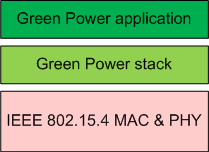 Green Power application
Green Power stack
IEEE 802.15.4 MAC & PHY